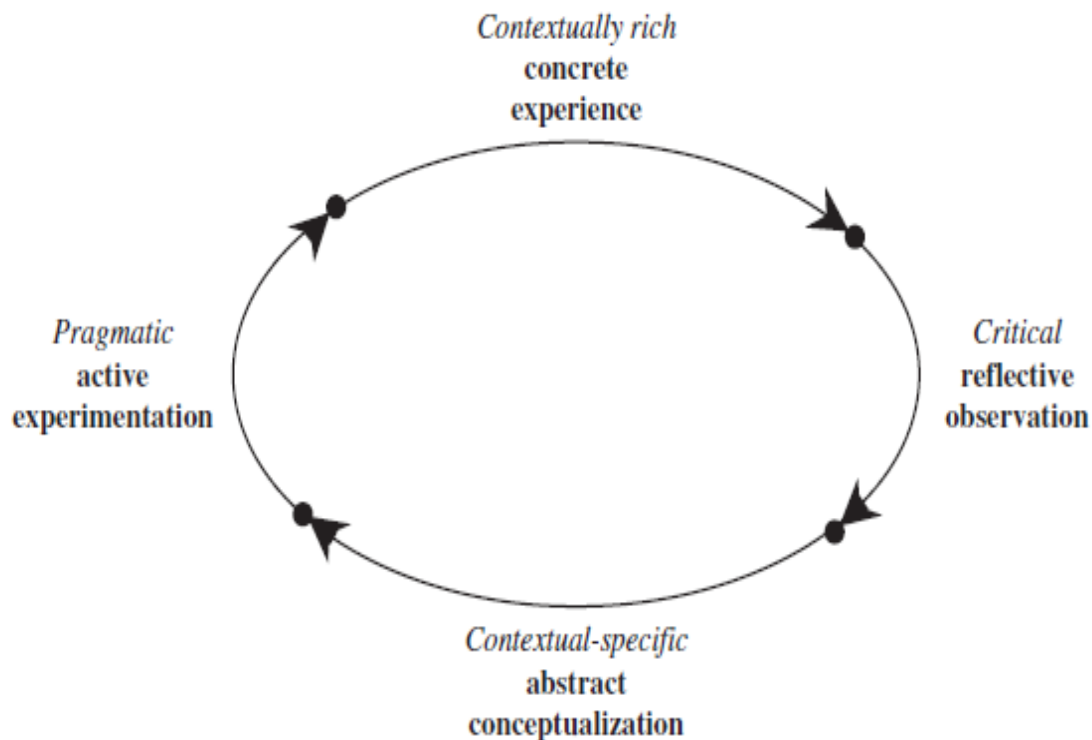 Contextually rich
concrete
experience
Pragmatic
active
experimentation
Critical
reflective
observation
Contextual-specific
abstract
conceptualization